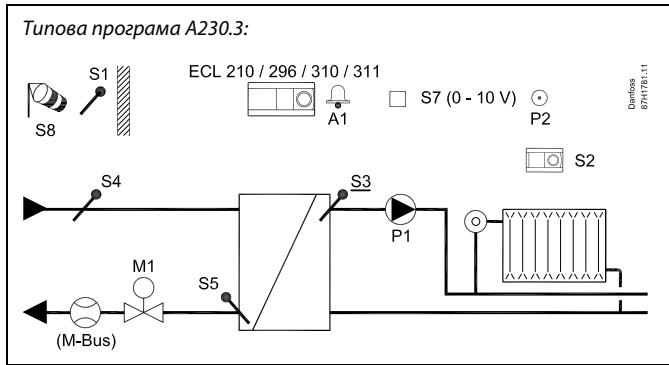 Типова програма A230.3:
S1
S8
ECL 210 / 296 / 310 / 311
A1
S7 (0 - 10 V)
P2
Danfoss
87H1781.11
S2
S4
S3
P1
M1
S5
(M-Bus)